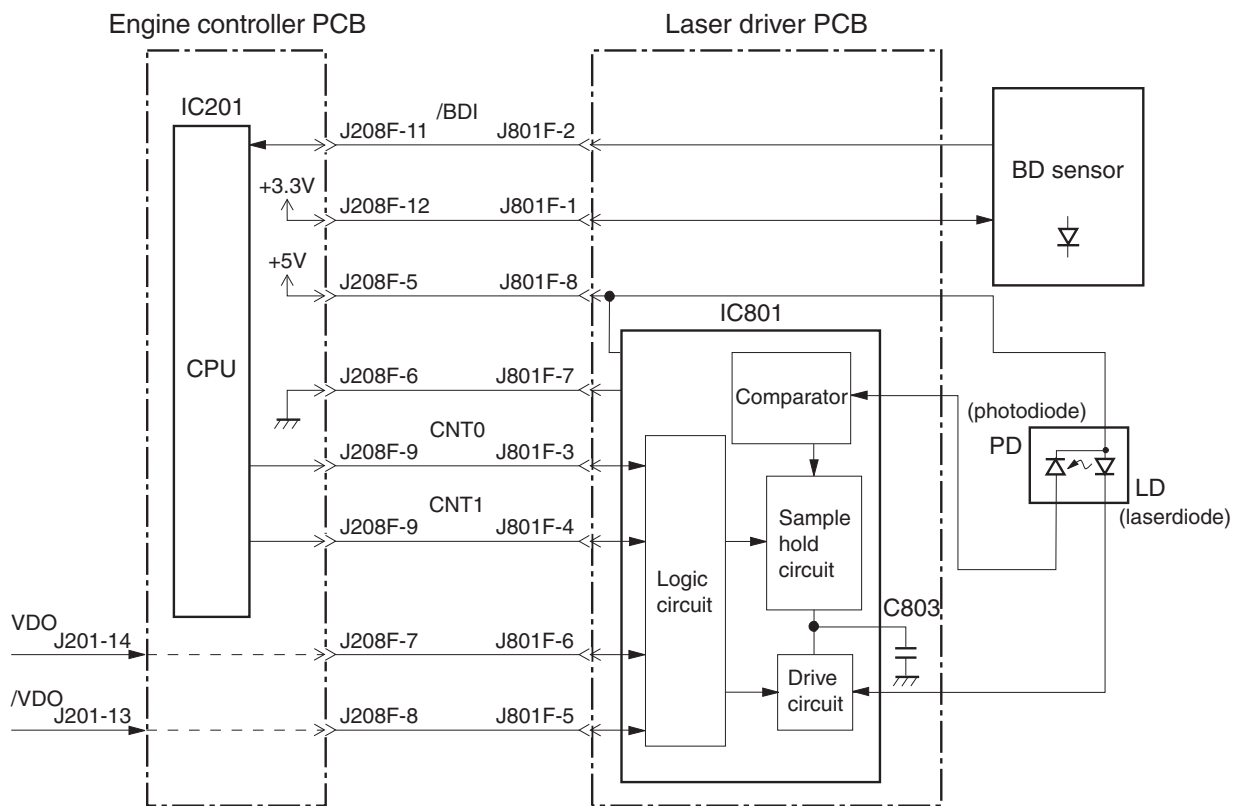 Engine controller PCB
Laser driver PCB
IC201
/BDI
J208F-11
J801F-2
BD sensor
+3.3V
J208F-12
J801F-1
+5V
J208F-5
J801F-8
IC801
CPU
J208F-6
J801F-7
Comparator
(photodiode)
PD
CNT0
J208F-9
J801F-3
LD
(laserdiode)
CNT1
J208F-9
J801F-4
Sample
hold
circuit
Logic
circuit
C803
VDO
J201-14
J208F-7
J801F-6
Drive
circuit
/VDO
J201-13
J208F-8
J801F-5